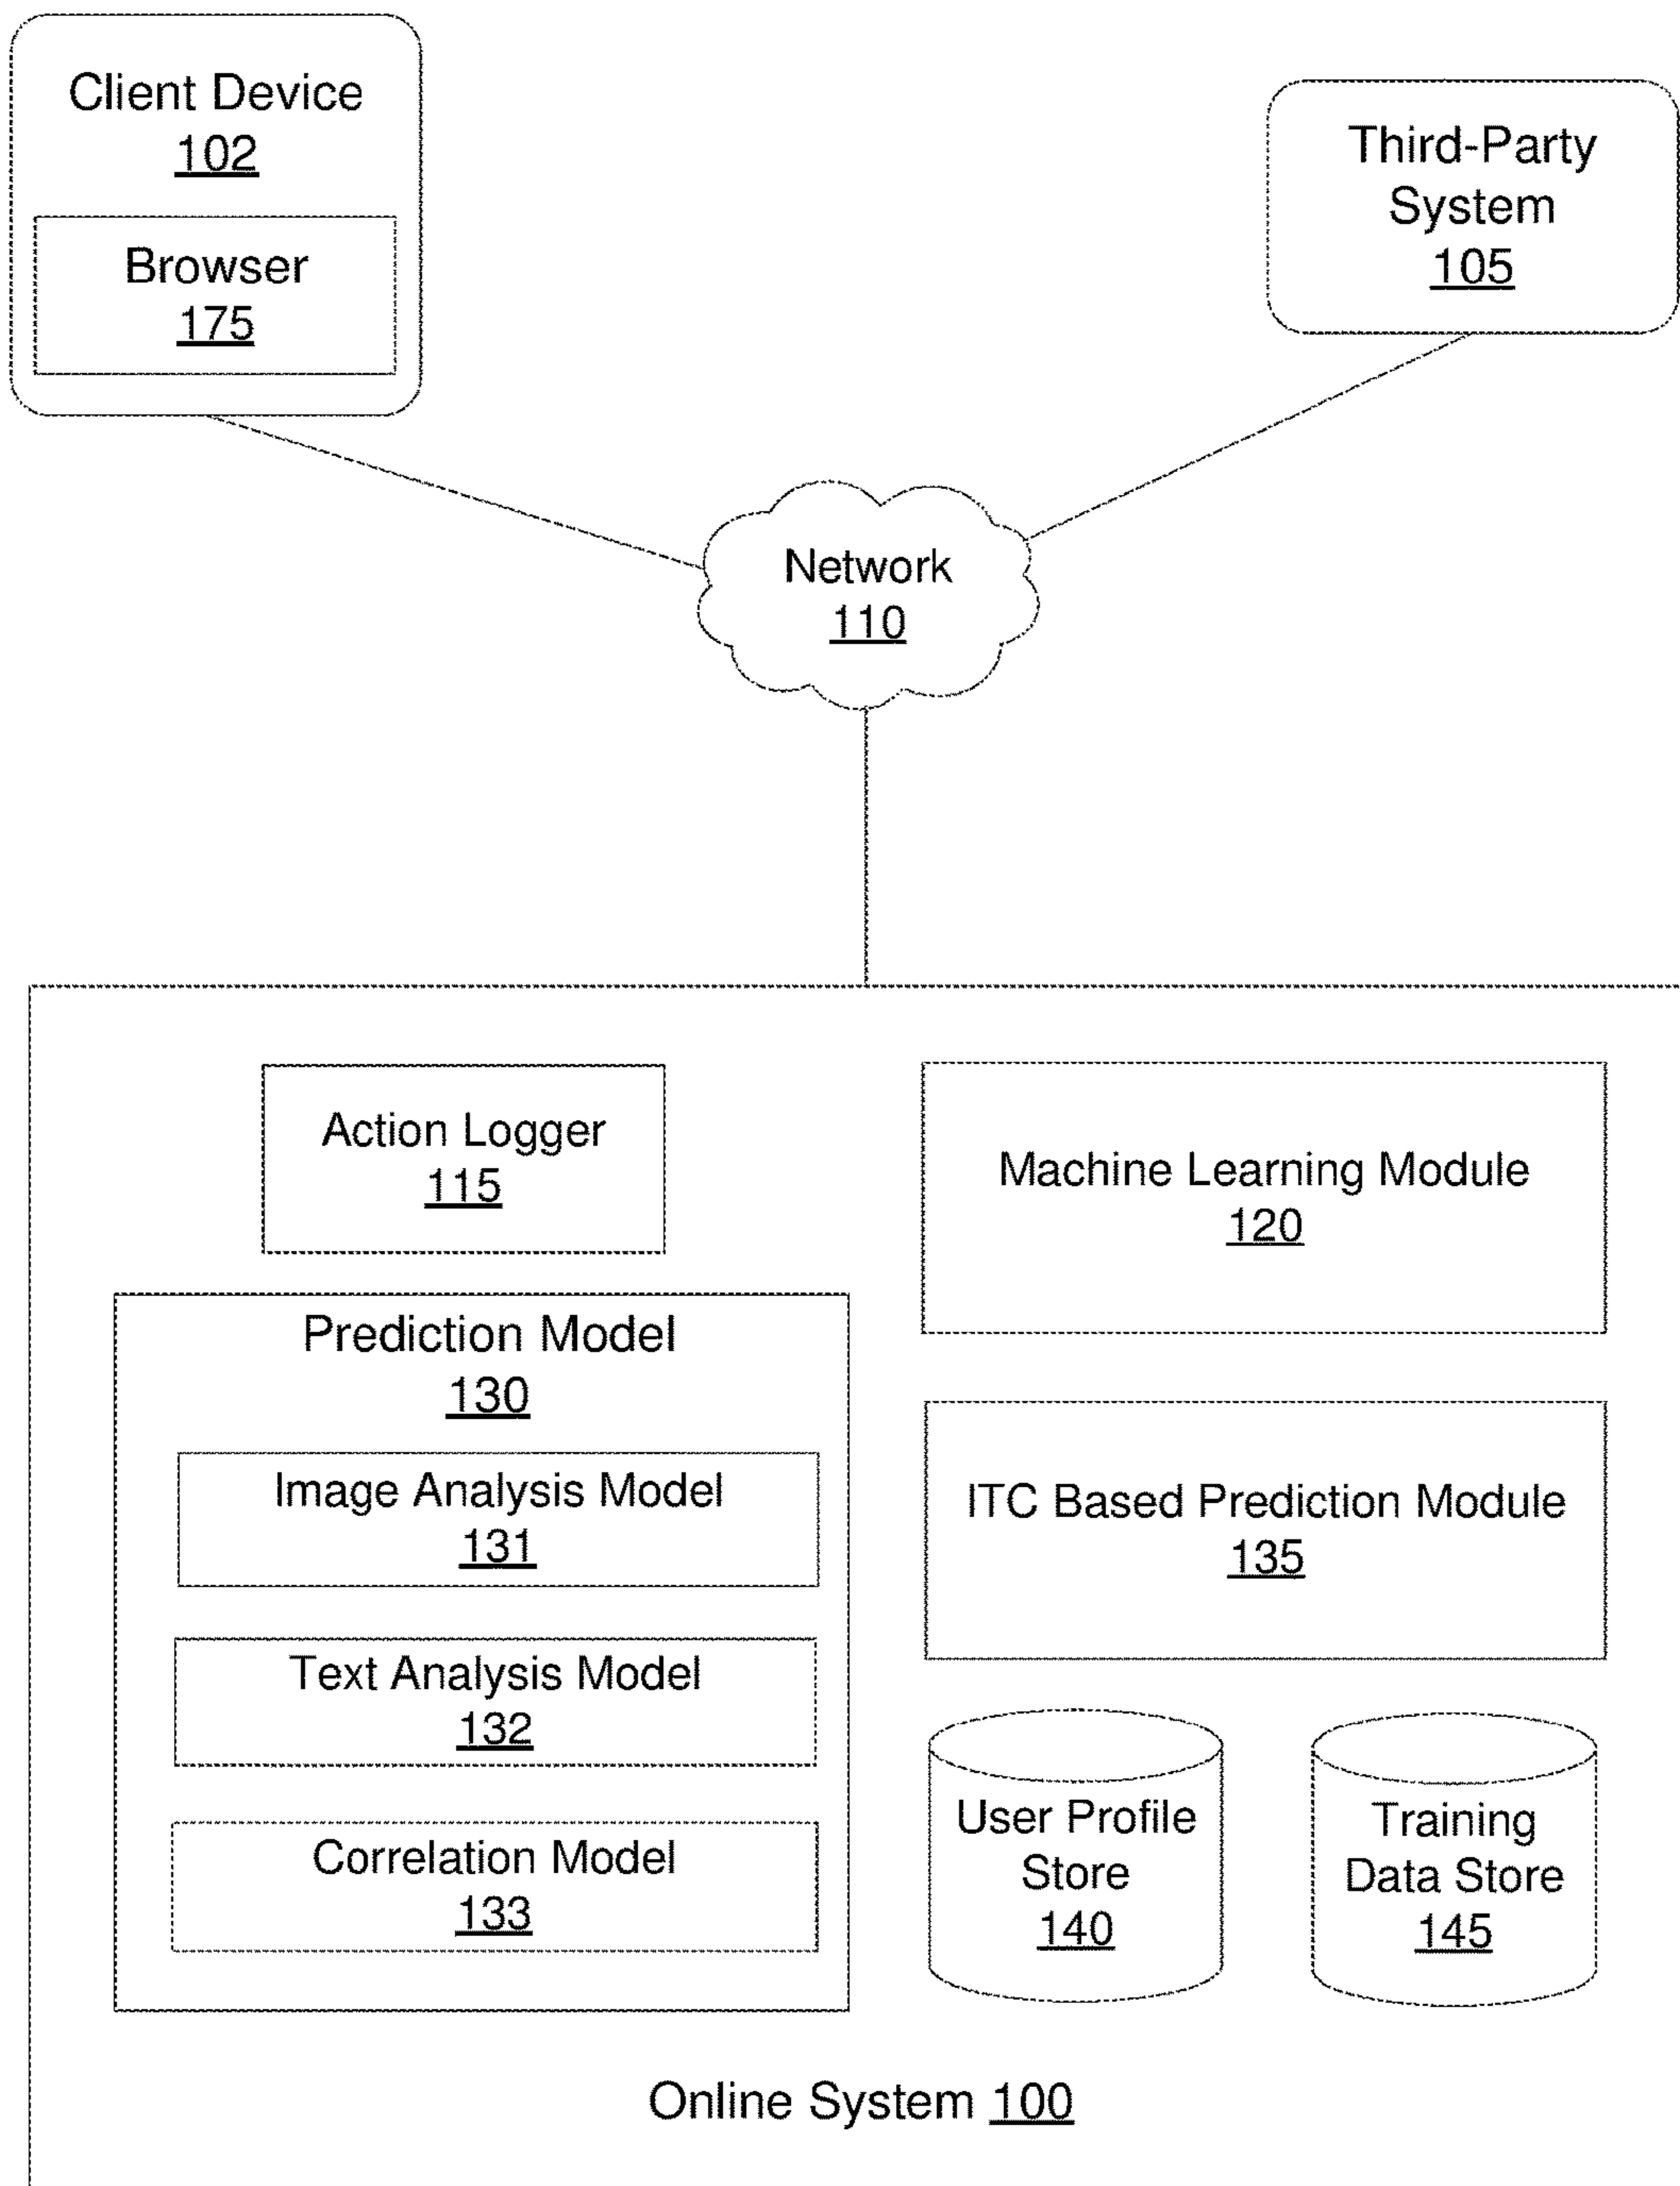 Client Device
102
Browser
175
Third-Party
System
105
Network
110
Action Logger
115
Machine Learning Module
120
Prediction Model
130
Image Analysis Model
131
Text Analysis Model
132
Correlation Model
133
ITC Based Prediction Module
135
User Profile
Store
140
Training
Data Store
145
Online System 100